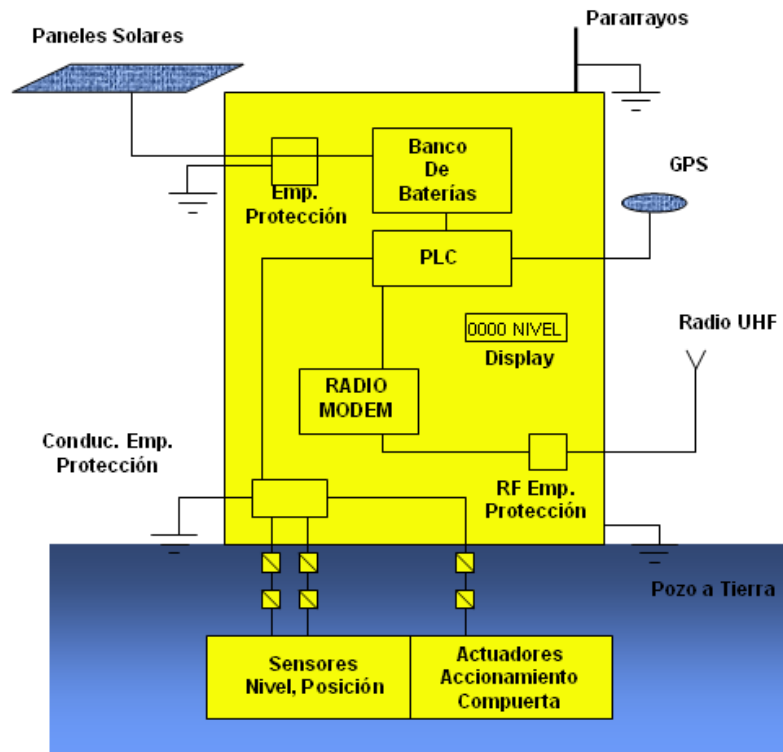 Pararrayos
Paneles Solares
Banco
De
Baterías
GPS
Emp.
Protección
PLC
0000 NIVEL
Radio UHF
Display
RADIO
MODEM
Conduc. Emp.
Protección
RF Emp.
Protección
Pozo a Tierra
Sensores
Nivel, Posición
Actuadores
Accionamiento
Compuerta